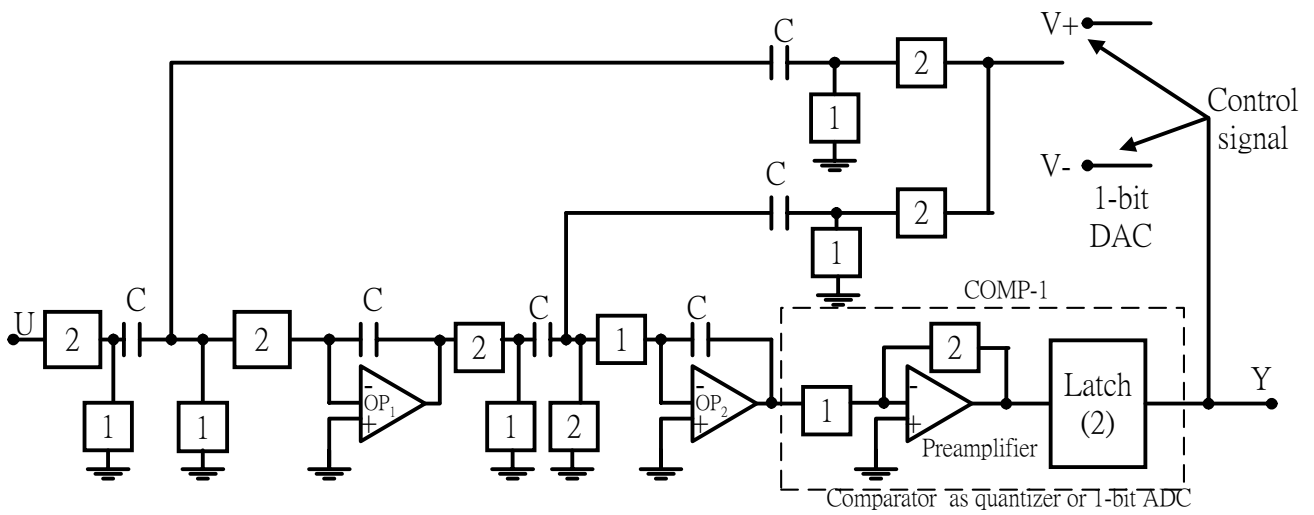 V+
C
2
1
Control
signal
V-
C
2
1-bit
DAC
1
COMP-1
U
2
C
2
C
2
C
1
C
2
1
1
-
OP1
+
1
2
-
OP2
+
1
-
+
Preamplifier
Latch
(2)
Y
Comparator as quantizer or 1-bit ADC